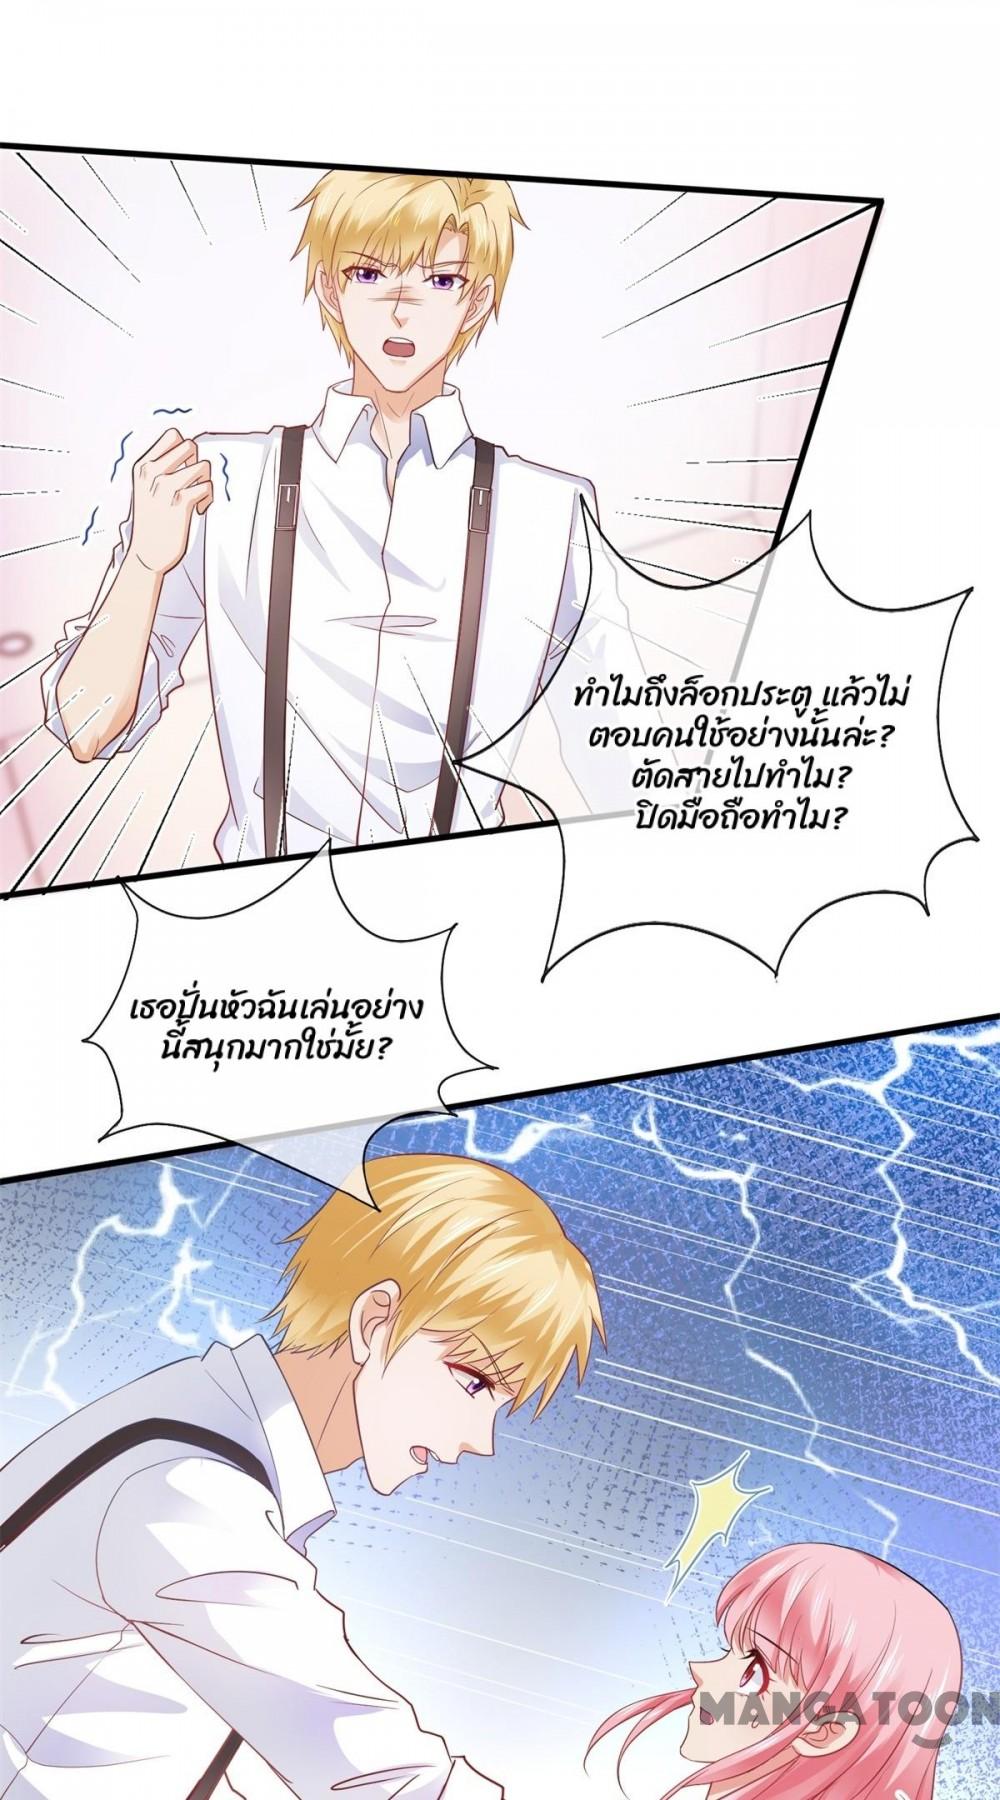 ทำไมถึงล็อกประตู แล้วไม่
ตอบคนใช้อย่างนั้นล่ะ?
ตัดสายไปทำไม?
ปิดมือถือทำไม?
เธอปั่นหัวฉันเล่นอย่าง
นี้สนุกมากใช่มั้ย?
MANGATOON